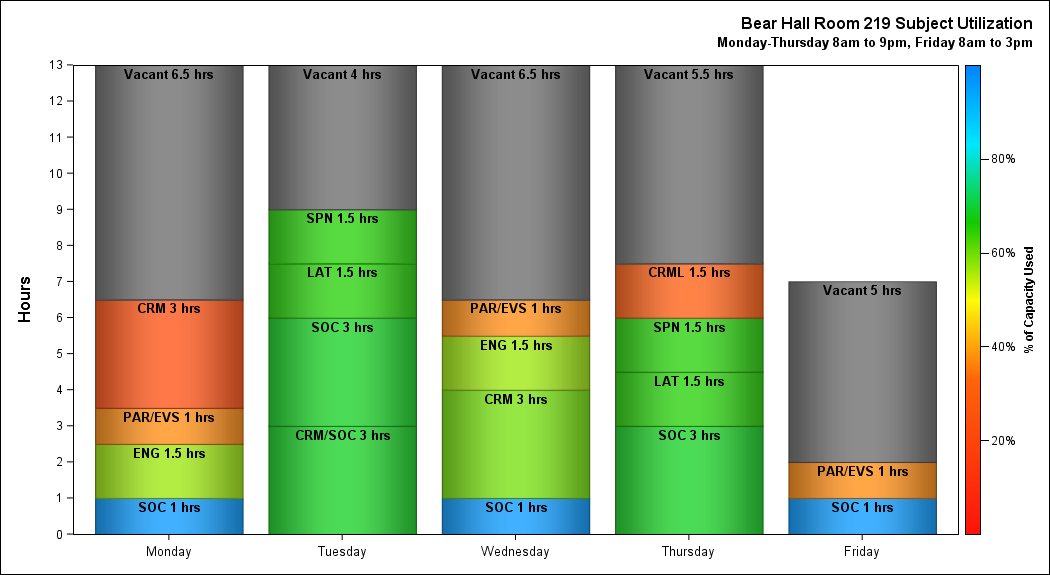 Bear Hall Room 219 Subject Utilization
Monday-Thursday 8am to 9pm, Friday 8am to 3pm
Hours
13
12
11
10
9
8
7
6
5
4
3
2
1
0
Vacant 6.5 hrs
CRM 3 hrs
PAR/EVS 1 hrs
ENG 1.5 hrs
SOC 1 hrs
Monday
Vacant 4 hrs
SPN 1.5 hrs
LAT 1.5 hrs
SOC 3 hrs
CRM/SOC 3 hrs
Tuesday
Vacant 6.5 hrs
PAR/EVS 1 hrs
ENG 1.5 hrs
CRM 3 hrs
SOC 1 hrs
Wednesday
Vacant 5.5 hrs
CRML 1.5 hrs
SPN 1.5 hrs
LAT 1.5 hrs
SOC 3 hrs
Thursday
Vacant 5 hrs
PAR/EVS 1 hrs
SOC 1 hrs
Friday
80%
60%
40%
20%
% of Capacity Used